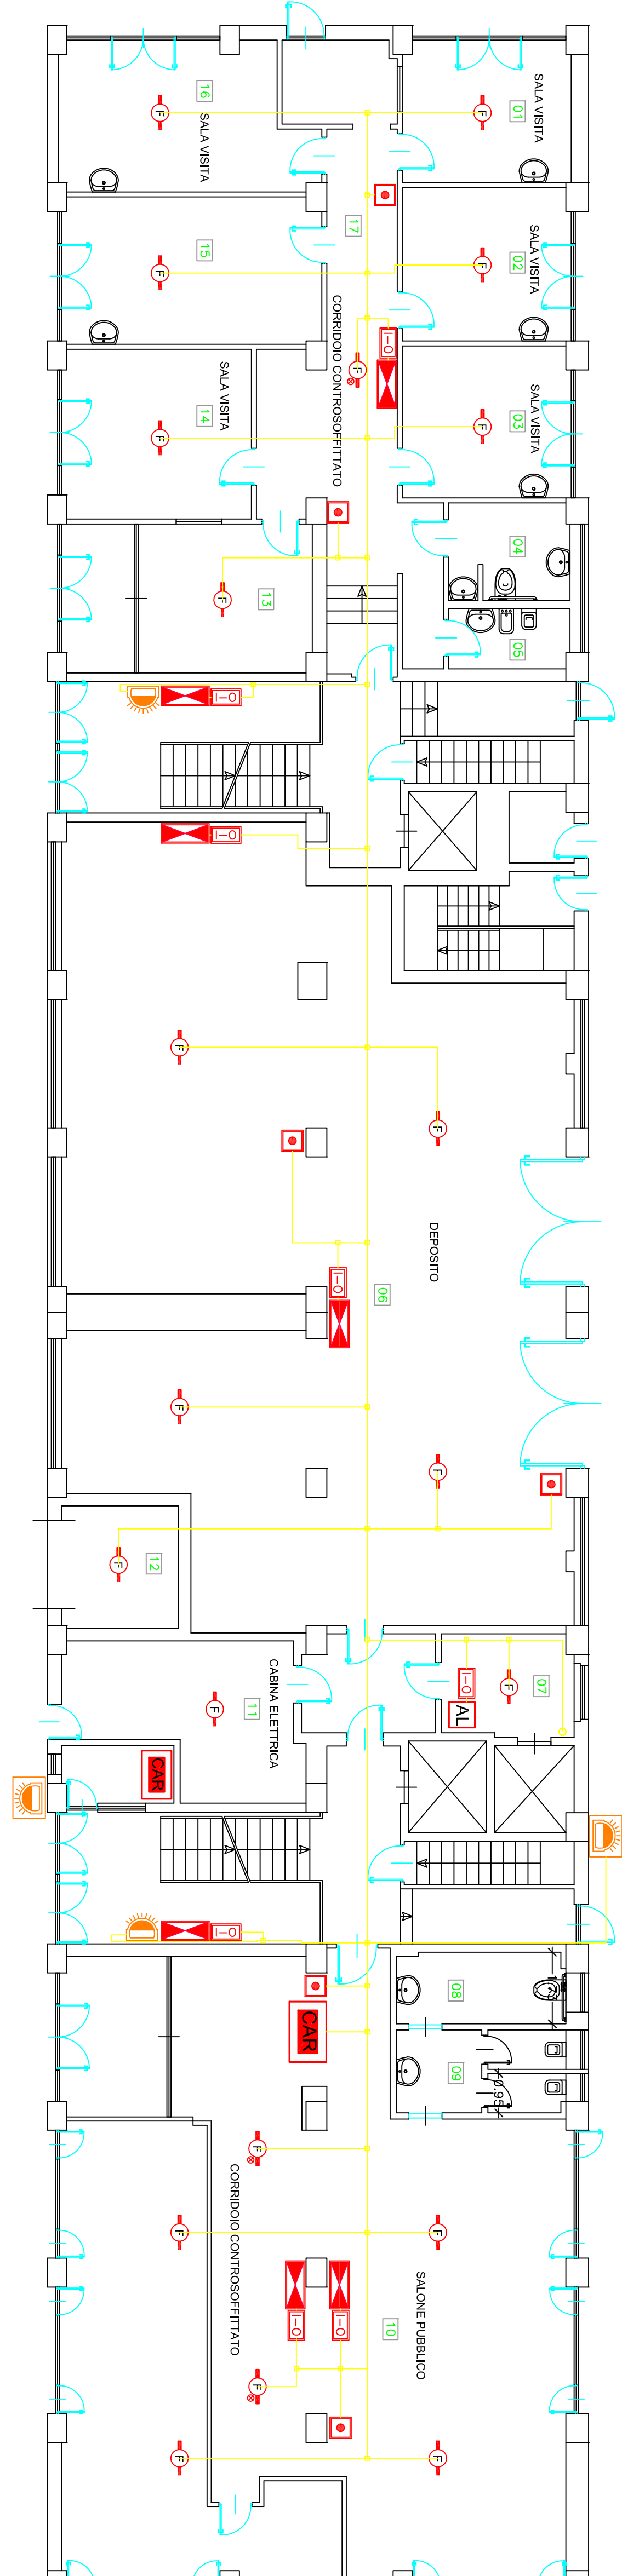 16
SALA VISITA
F
F
01
SALA VISITA
15
F
17
F
02
SALA VISITA
CORRIDOIO CONTROSOFFITTATO
I-O
F
14
SALA VISITA
F
F
03
SALA VISITA
04
13
F
05
I-O
I-O
F
F
DEPOSITO
I-O
06
F
F
12
F
11
CABINA ELETTRICA
F
07
F
I-O
AL
CAR
I-O
08
CAR
09
0.95
F
CORRIDOIO CONTROSOFFITTATO
F
F
SALONE PUBBLICO
I-O
I-O
10
F
F
F